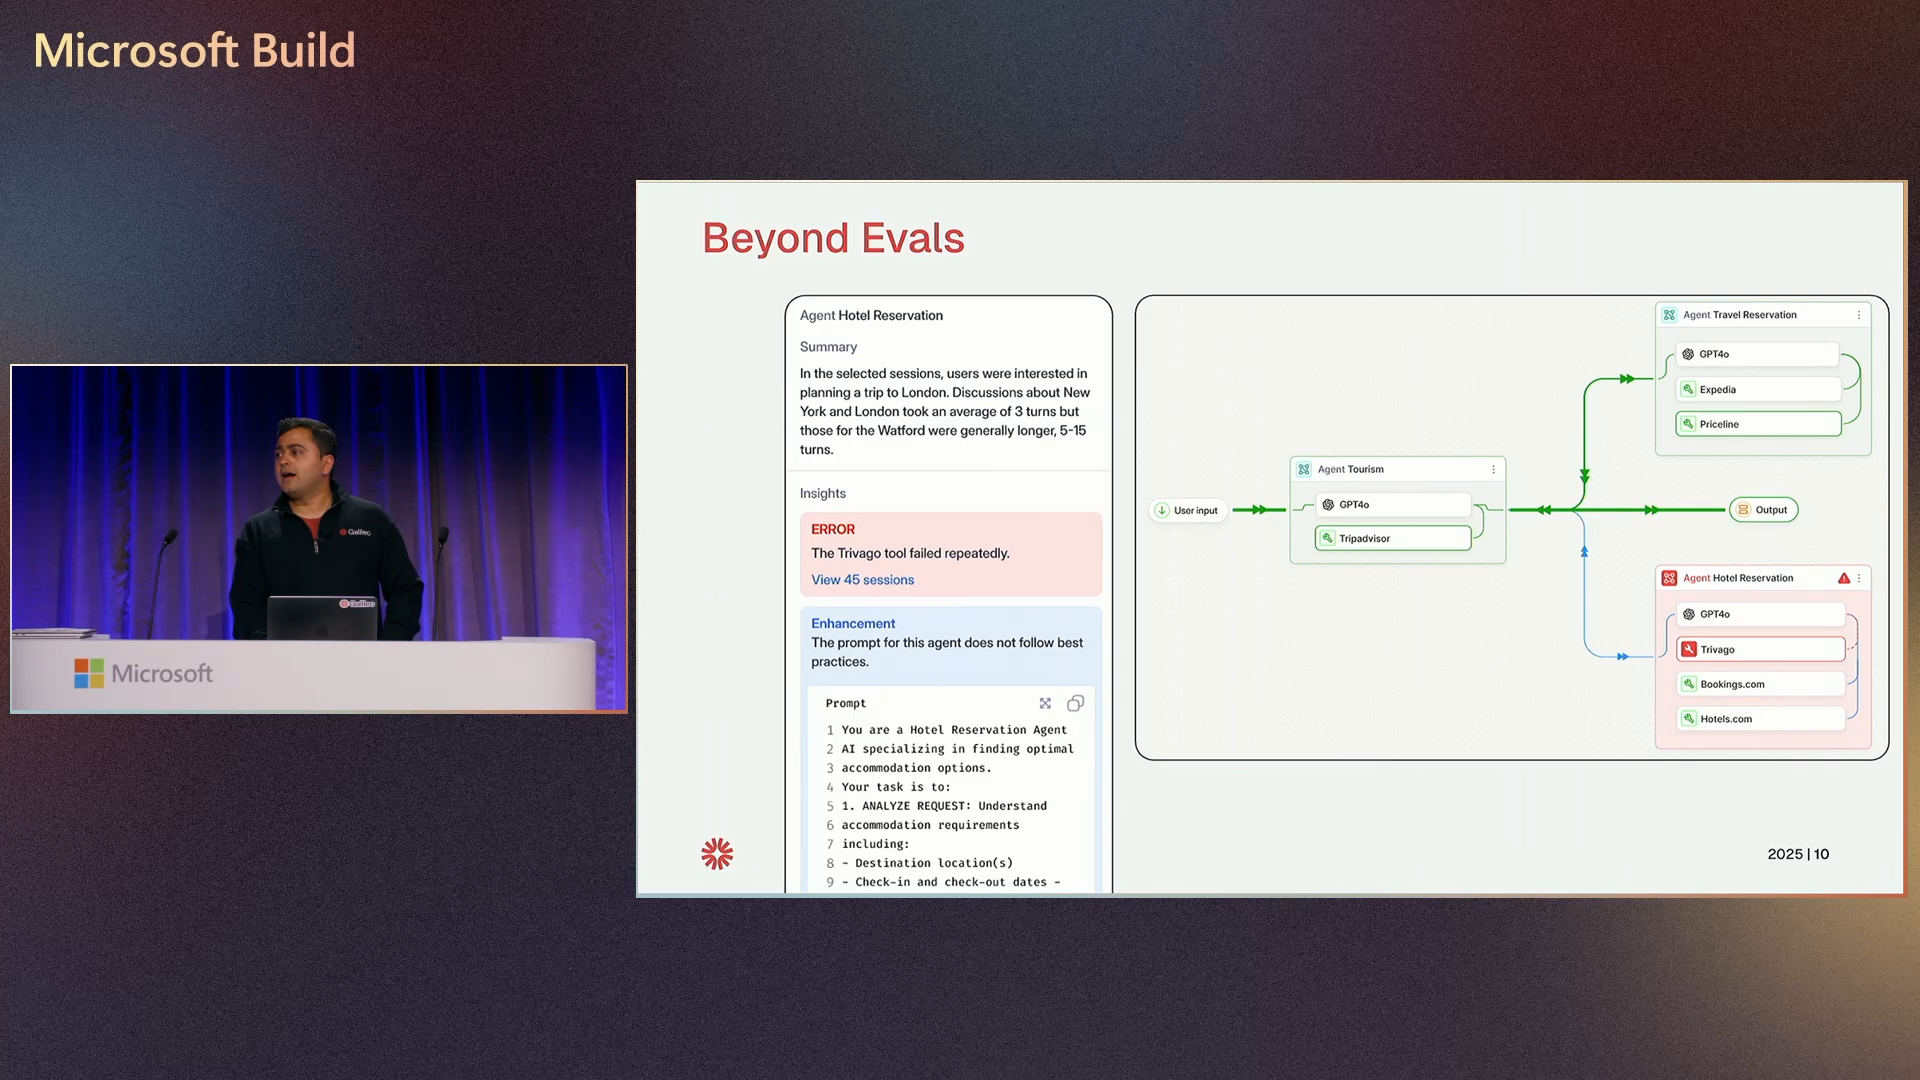 Microsoft Build
Galileo
Galileo
Microsoft
Beyond Evals
Agent Hotel Reservation
Summary
In the selected sessions, users were interested in
planning a trip to London. Discussions about New
York and London took an average of 3 turns but
those for the Watford were generally longer, 5-15
turns.
Insights
ERROR
The Trivago tool failed repeatedly.
View 45 sessions
Enhancement
The prompt for this agent does not follow best
practices.
Prompt
1 You are a Hotel Reservation Agent
2 AI specializing in finding optimal
3 accommodation options.
4 Your task is to:
5 1. ANALYZE REQUEST: Understand
6 accommodation requirements
7 including:
8 - Destination location(s)
9 - Check-in and check-out dates -
User input
Agent Tourism
GPT4o
Tripadvisor
Agent Travel Reservation
GPT4o
Expedia
Priceline
Output
Agent Hotel Reservation
GPT4o
Trivago
Bookings.com
Hotels.com
2025 | 10